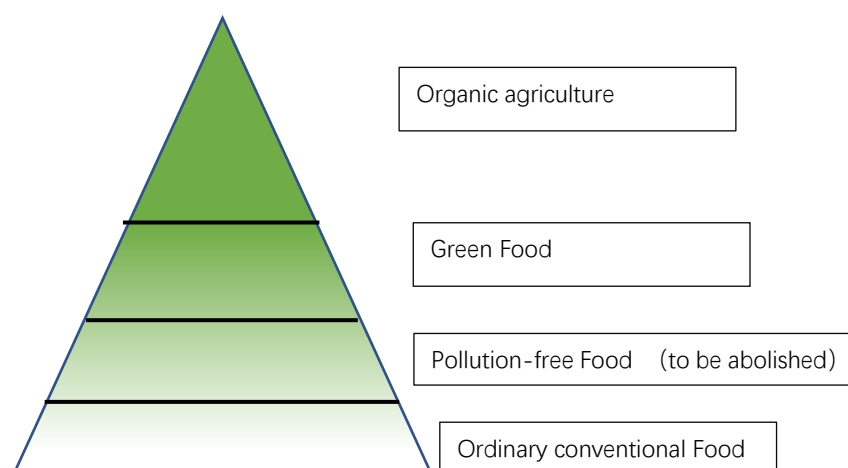 Organic agriculture
Green Food
Pollution-free Food （to be abolished）
Ordinary conventional Food